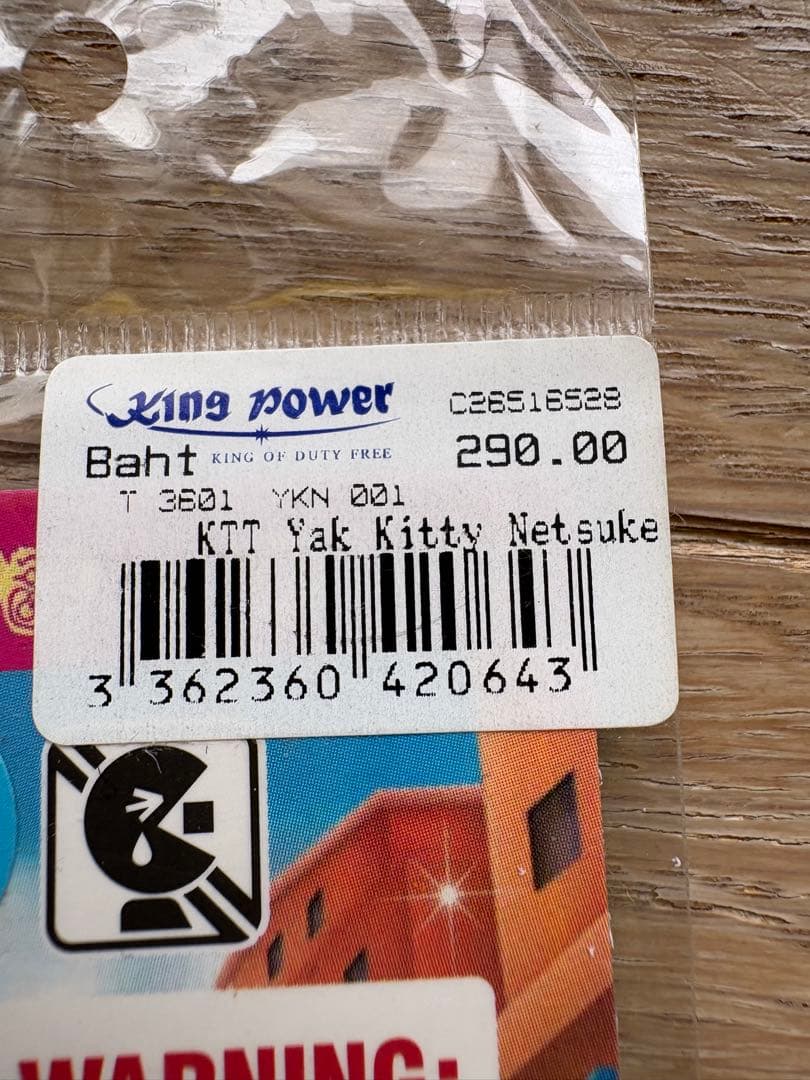 King Power
C26516528
Baht KING OF DUTY FREE 290.00
T 3601 YKN 001
KTT Yak Kitty Netsuke
3 362360 420643
WARNING: